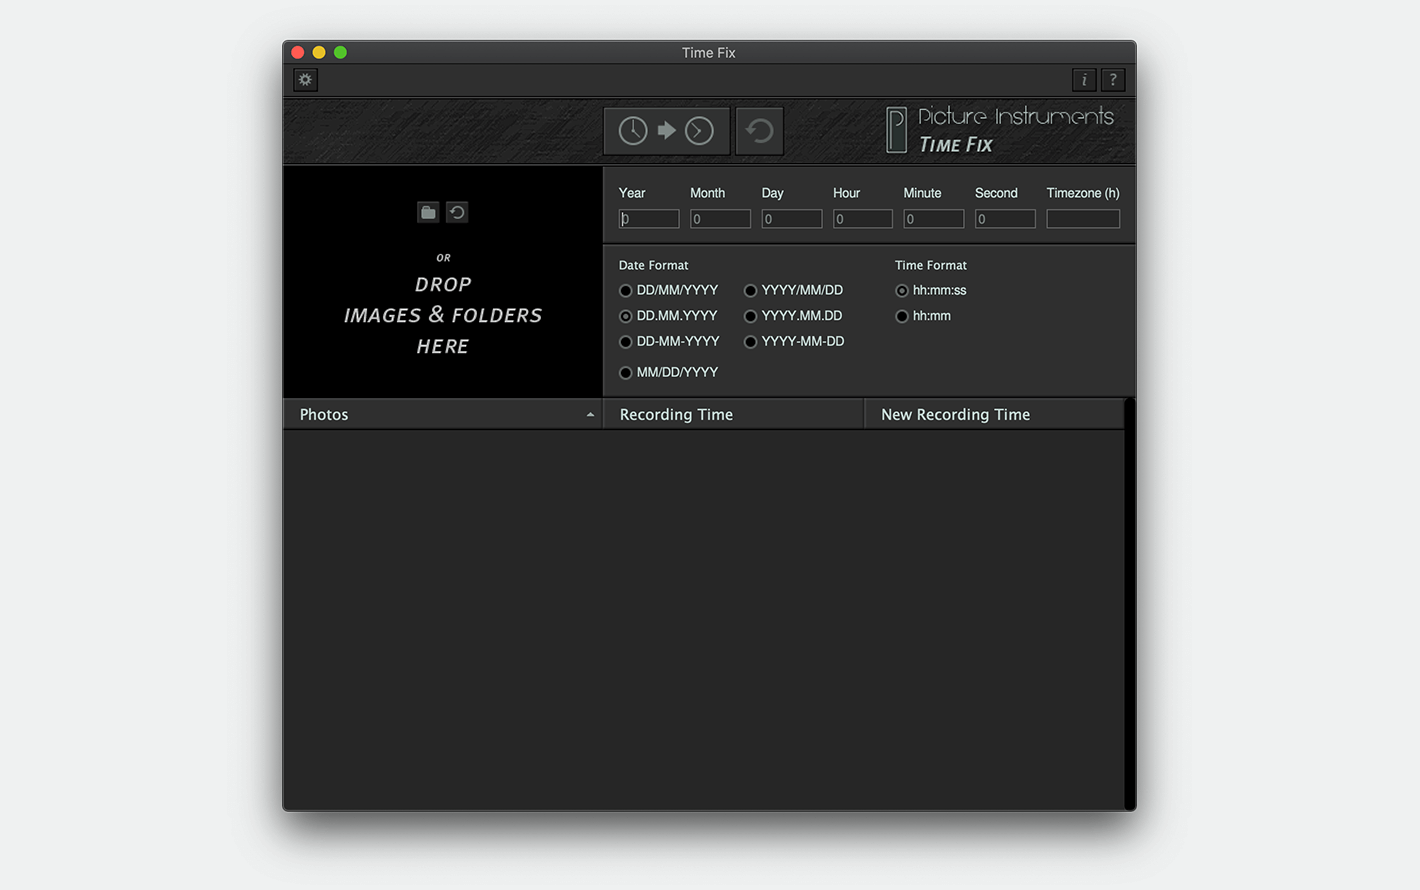 Time Fix
i ?
Picture Instruments
TIME FIX
Year Month Day Hour Minute Second Timezone (h)
0 0 0 0 0 0
OR
DROP
IMAGES & FOLDERS
HERE
Date Format Time Format
DD/MM/YYYY YYYY/MM/DD hh:mm:ss
DD.MM.YYYY YYYY.MM.DD hh:mm
DD-MM-YYYY YYYY-MM-DD
MM/DD/YYYY
Photos Recording Time New Recording Time